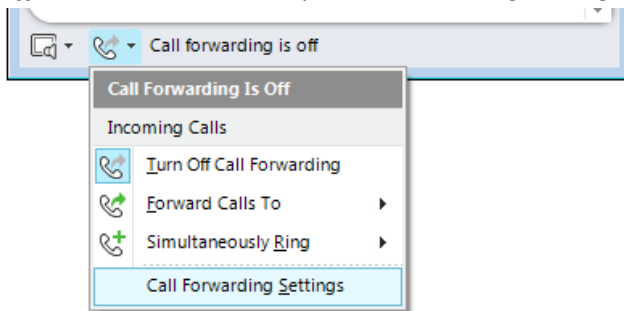 Call forwarding is off
Call Forwarding Is Off
Incoming Calls
Turn Off Call Forwarding
Forward Calls To
Simultaneously Ring
Call Forwarding Settings